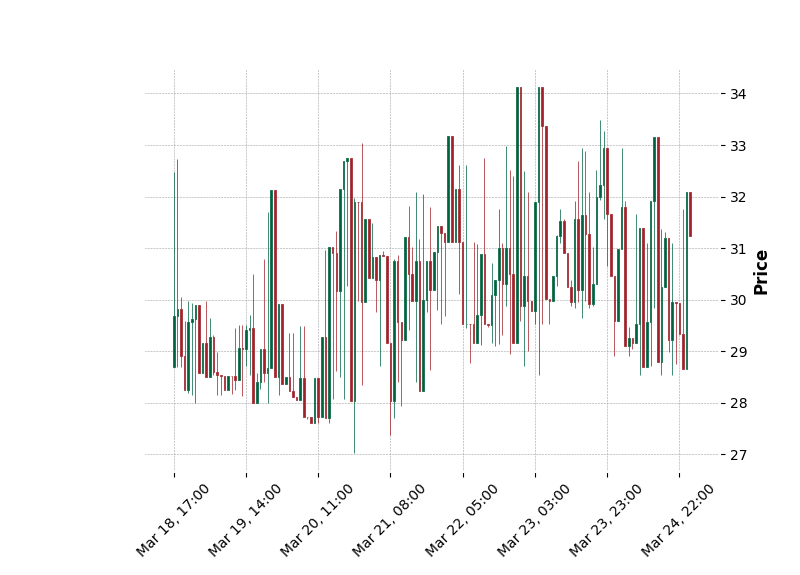 34
33
32
31
30
29
28
27
Price
Mar 18, 17:00
Mar 19, 14:00
Mar 20, 11:00
Mar 21, 08:00
Mar 22, 05:00
Mar 23, 03:00
Mar 23, 23:00
Mar 24, 22:00